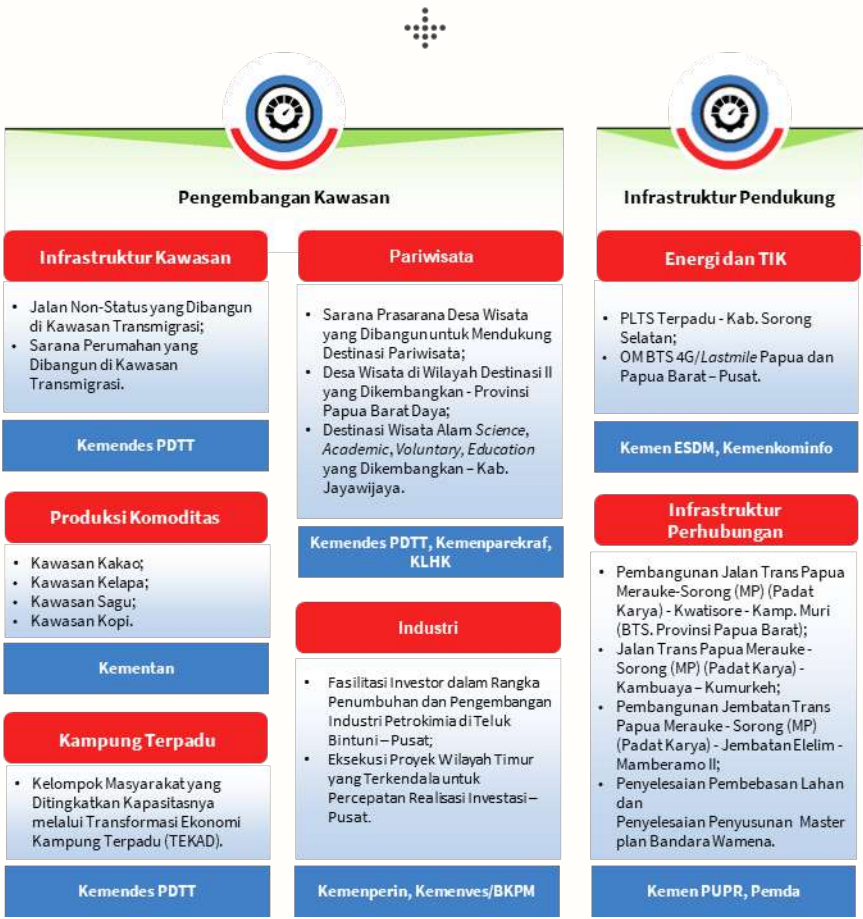 Pengembangan Kawasan
Infrastruktur Kawasan
• Jalan Non-Status yang Dibangun
di Kawasan Transmigrasi;
• Sarana Perumahan yang
Dibangun di Kawasan
Transmigrasi.
Kemendes PDTT
Produksi Komoditas
• Kawasan Kakao;
• Kawasan Kelapa;
• Kawasan Sagu;
• Kawasan Kopi.
Kementan
Kampung Terpadu
• Kelompok Masyarakat yang
Ditingkatkan Kapasitasnya
melalui Transformasi Ekonomi
Kampung Terpadu (TEKAD).
Kemendes PDTT
Pariwisata
• Sarana Prasarana Desa Wisata
yang Dibangun untuk Mendukung
Destinasi Pariwisata;
• Desa Wisata di Wilayah Destinasi II
yang Dikembangkan - Provinsi
Papua Barat Daya;
• Destinasi Wisata Alam Science,
Academic, Voluntary, Education
yang Dikembangkan – Kab.
Jayawijaya.
Kemendes PDTT, Kemenparekraf,
KLHK
Industri
• Fasilitasi Investor dalam Rangka
Penumbuhan dan Pengembangan
Industri Petrokimia di Teluk
Bintuni – Pusat;
• Eksekusi Proyek Wilayah Timur
yang Terkendala untuk
Percepatan Realisasi Investasi –
Pusat.
Kemenperin, Kemenves/BKPM
Infrastruktur Pendukung
Energi dan TIK
• PLTS Terpadu - Kab. Sorong
Selatan;
• OM BTS 4G/Lastmile Papua dan
Papua Barat – Pusat.
Kemen ESDM, Kemenkominfo
Infrastruktur
Perhubungan
• Pembangunan Jalan Trans Papua
Merauke-Sorong (MP) (Padat
Karya) - Kwatisore - Kamp. Muri
(BTS. Provinsi Papua Barat);
• Jalan Trans Papua Merauke -
Sorong (MP) (Padat Karya) -
Kambuaya – Kumurkeh;
• Pembangunan Jembatan Trans
Papua Merauke - Sorong (MP)
(Padat Karya) - Jembatan Elelim -
Mamberamo II;
• Penyelesaian Pembebasan Lahan
dan
Penyelesaian Penyusunan Master
plan Bandara Wamena.
Kemen PUPR, Pemda